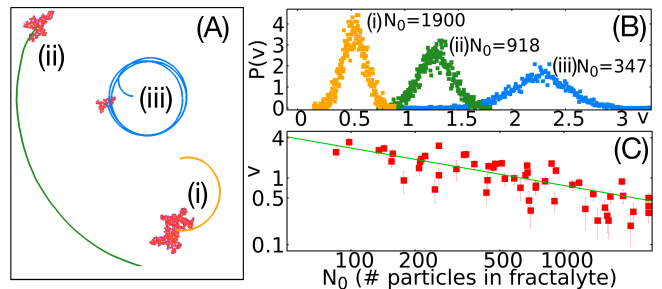 (A)
(ii)
(iii)
(i)
(B)
P(v)
4
3
2
1
0
(i)N₀=1900
(ii)N₀=918
(iii)N₀=347
0 0.5 1 1.5 2 2.5 3 v
(C)
v
4
1
0.5
0.1
100 200 500 1000
N₀ (# particles in fractalyte)